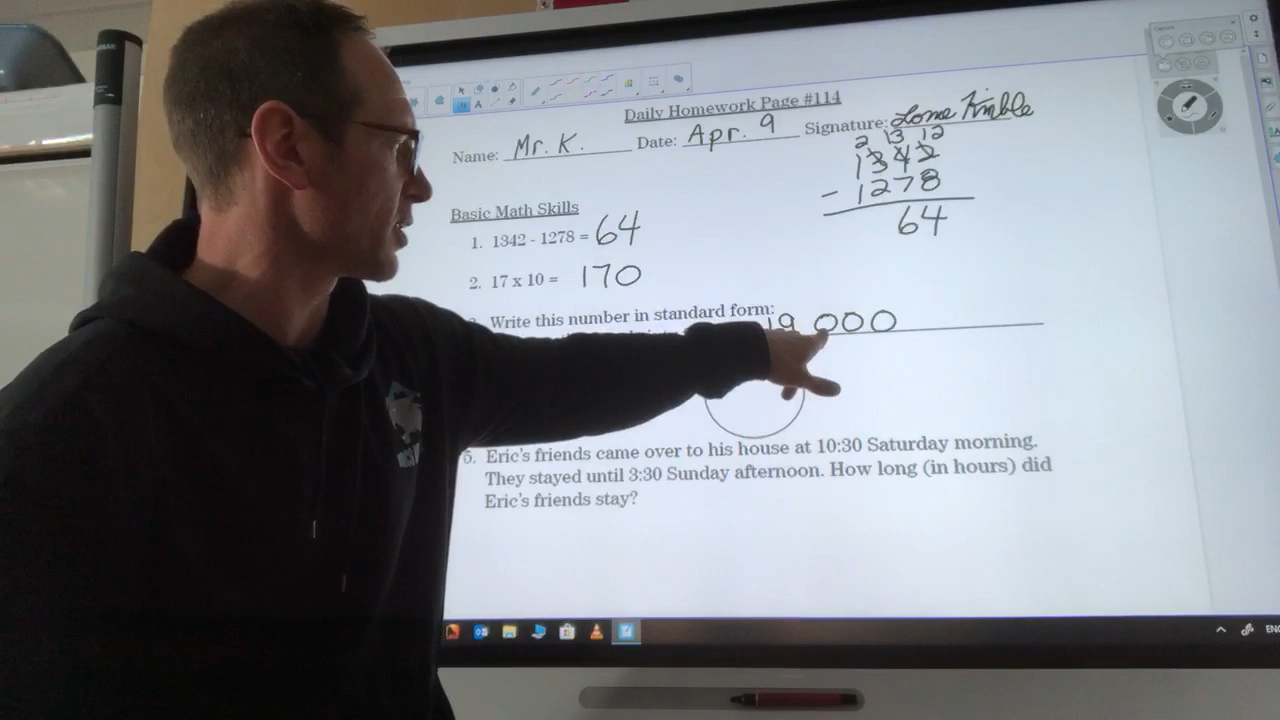 Daily Homework Page #114
Name: Mr. K. Date: Apr. 9 Signature: Lorne Kimble
2 13 12
1342
- 1278
64
Basic Math Skills
1. 1342 - 1278 = 64
2. 17 x 10 = 170
Write this number in standard form:
19 000
5. Eric's friends came over to his house at 10:30 Saturday morning.
They stayed until 3:30 Sunday afternoon. How long (in hours) did
Eric's friends stay?